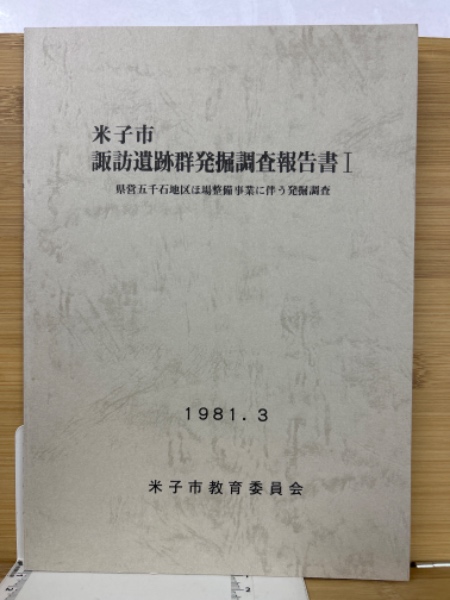 米子市
諏訪遺跡群発掘調査報告書Ⅰ
県営五千石地区ほ場整備事業に伴う発掘調査
1981.3
米子市教育委員会